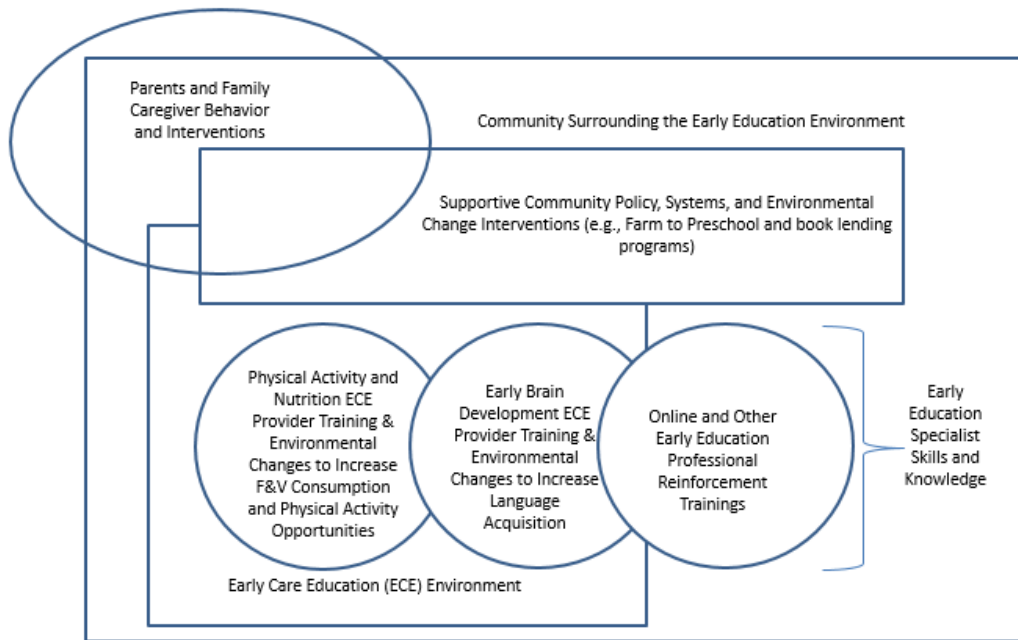 Parents and Family
Caregiver Behavior
and Interventions
Community Surrounding the Early Education Environment
Supportive Community Policy, Systems, and Environmental
Change Interventions (e.g., Farm to Preschool and book lending
programs)
Physical Activity and
Nutrition ECE
Provider Training &
Environmental
Changes to Increase
F&V Consumption
and Physical Activity
Opportunities
Early Brain
Development ECE
Provider Training &
Environmental
Changes to Increase
Language
Acquisition
Online and Other
Early Education
Professional
Reinforcement
Trainings
Early
Education
Specialist
Skills and
Knowledge
Early Care Education (ECE) Environment